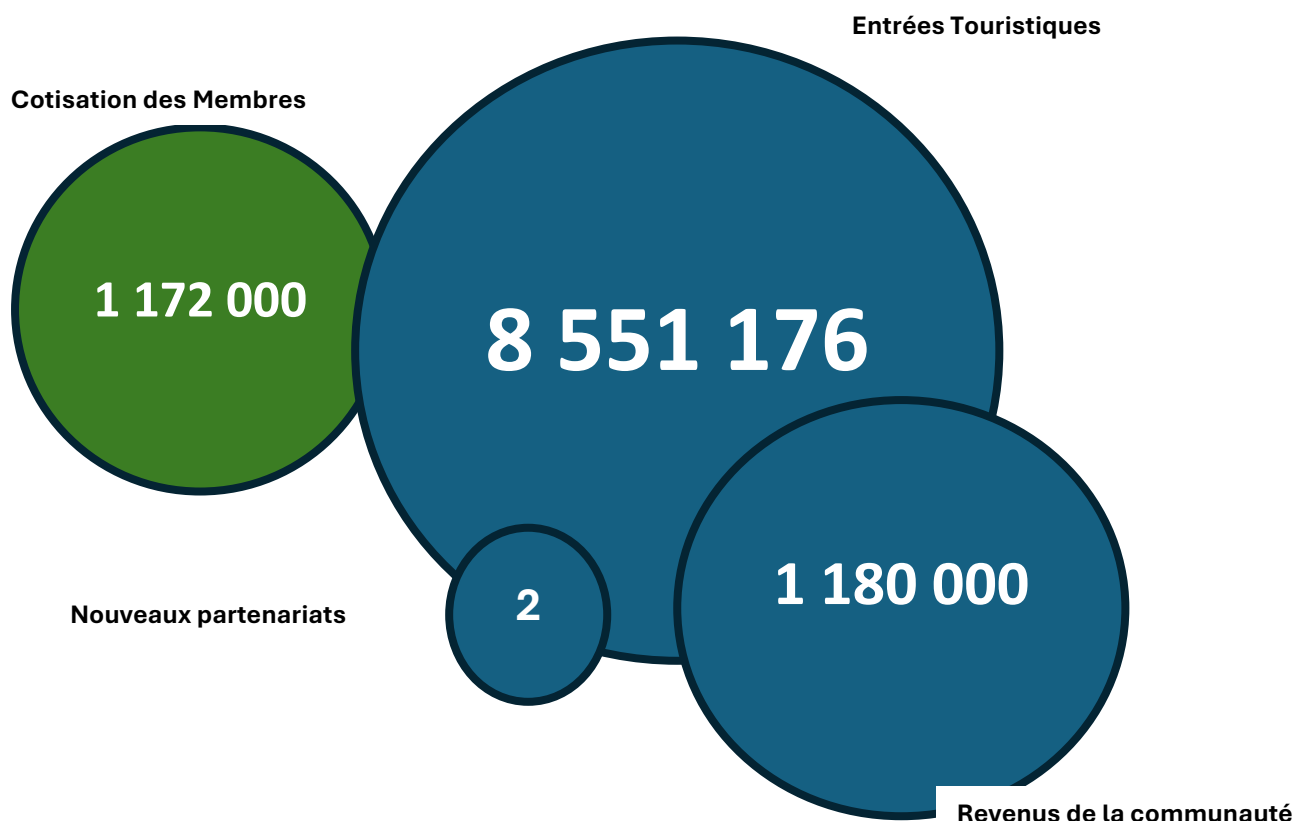 Entrées Touristiques
Cotisation des Membres
1 172 000
8 551 176
1 180 000
Nouveaux partenariats
2
Revenus de la communauté